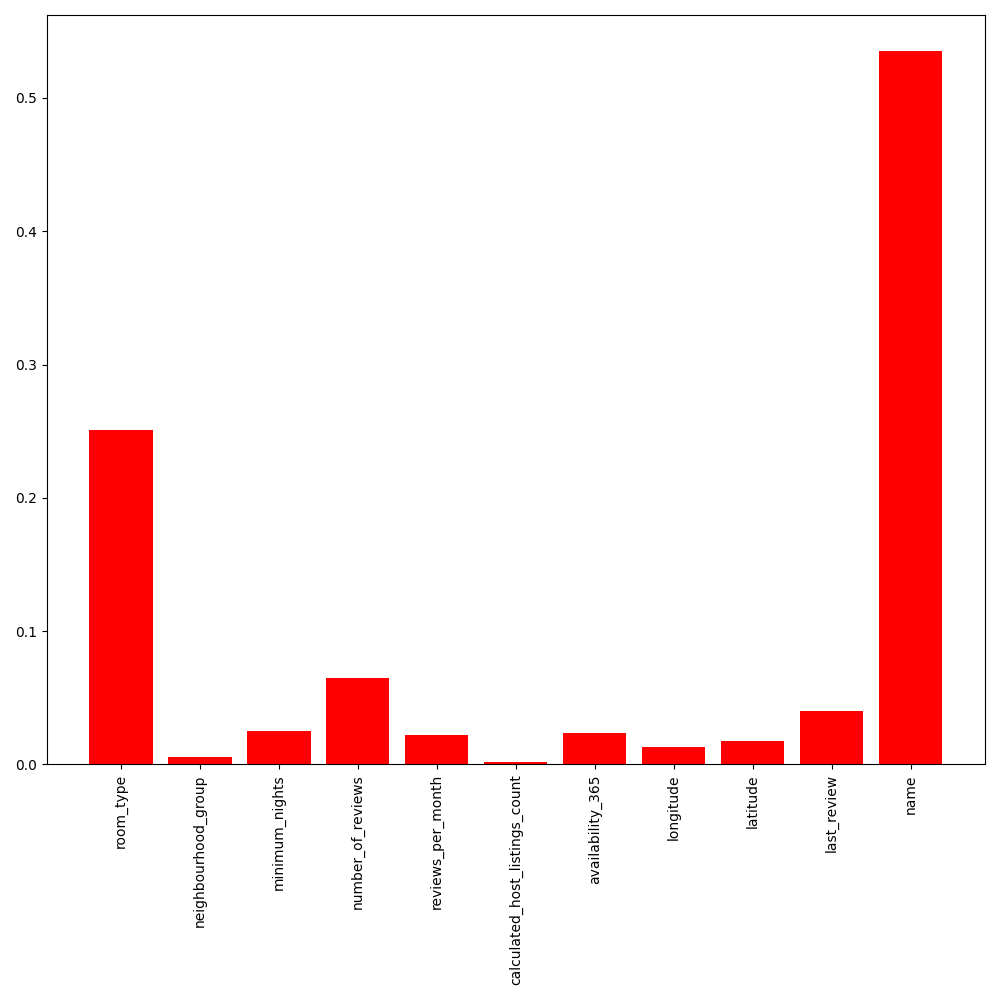 0.5
0.4
0.3
0.2
0.1
0.0
room_type
neighbourhood_group
minimum_nights
number_of_reviews
reviews_per_month
calculated_host_listings_count
availability_365
longitude
latitude
last_review
name